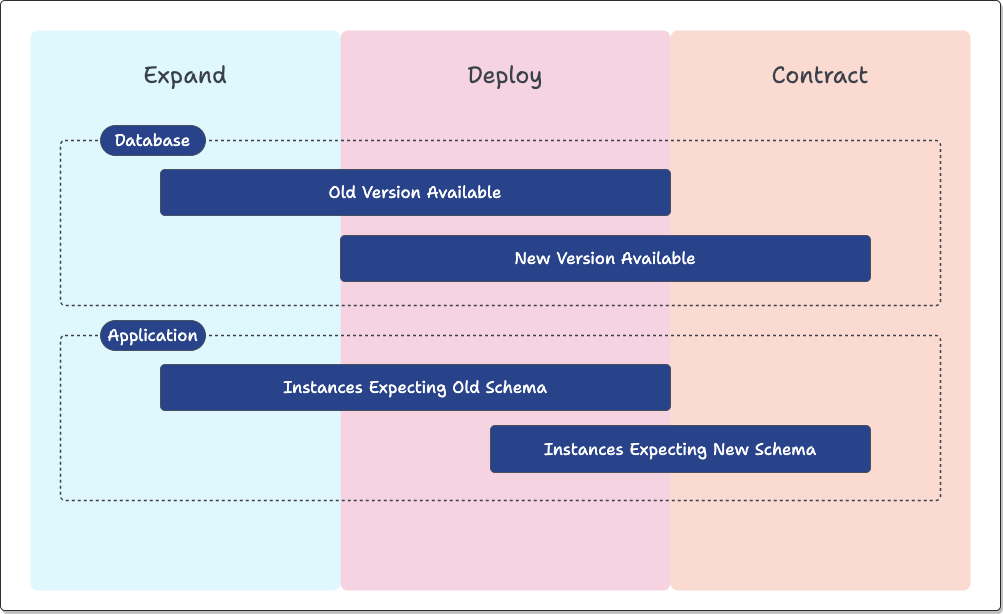 Expand
Deploy
Contract
Database
Old Version Available
New Version Available
Application
Instances Expecting Old Schema
Instances Expecting New Schema